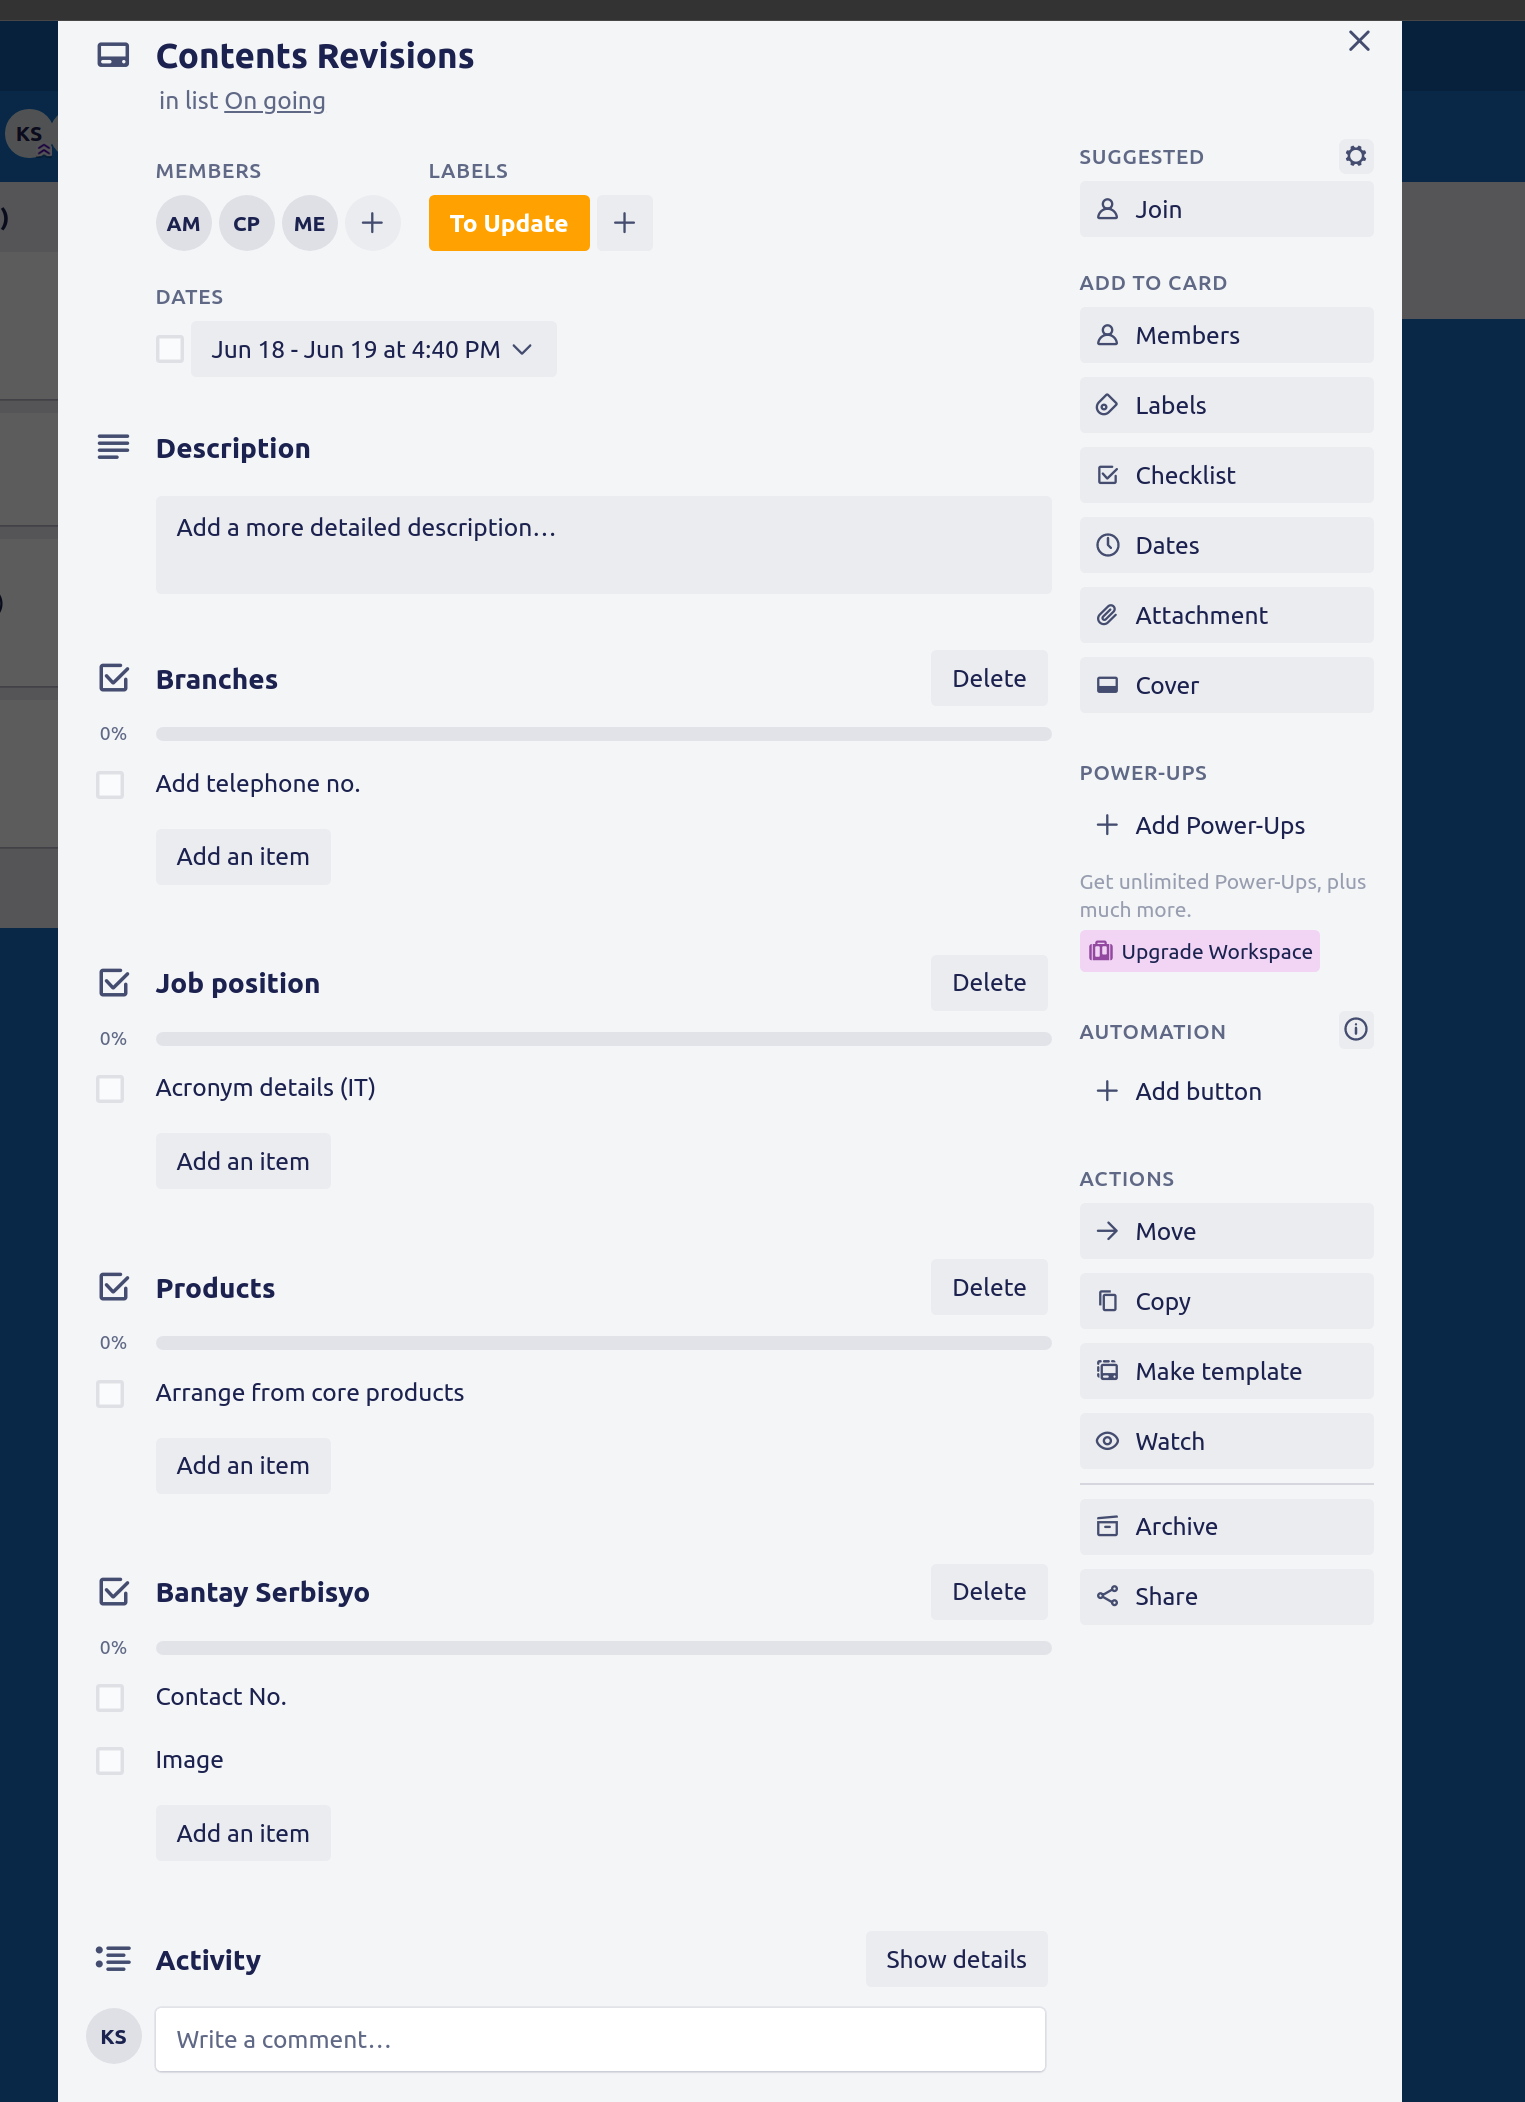 Contents Revisions
in list On going
KS
)
)
MEMBERS
AM CP ME
LABELS
To Update
DATES
Jun 18 - Jun 19 at 4:40 PM
Description
Add a more detailed description…
Branches
Delete
0%
Add telephone no.
Add an item
Job position
Delete
0%
Acronym details (IT)
Add an item
Products
Delete
0%
Arrange from core products
Add an item
Bantay Serbisyo
Delete
0%
Contact No.
Image
Add an item
Activity
Show details
KS
Write a comment…
SUGGESTED
Join
ADD TO CARD
Members
Labels
Checklist
Dates
Attachment
Cover
POWER-UPS
Add Power-Ups
Get unlimited Power-Ups, plus
much more.
Upgrade Workspace
AUTOMATION
Add button
ACTIONS
Move
Copy
Make template
Watch
Archive
Share